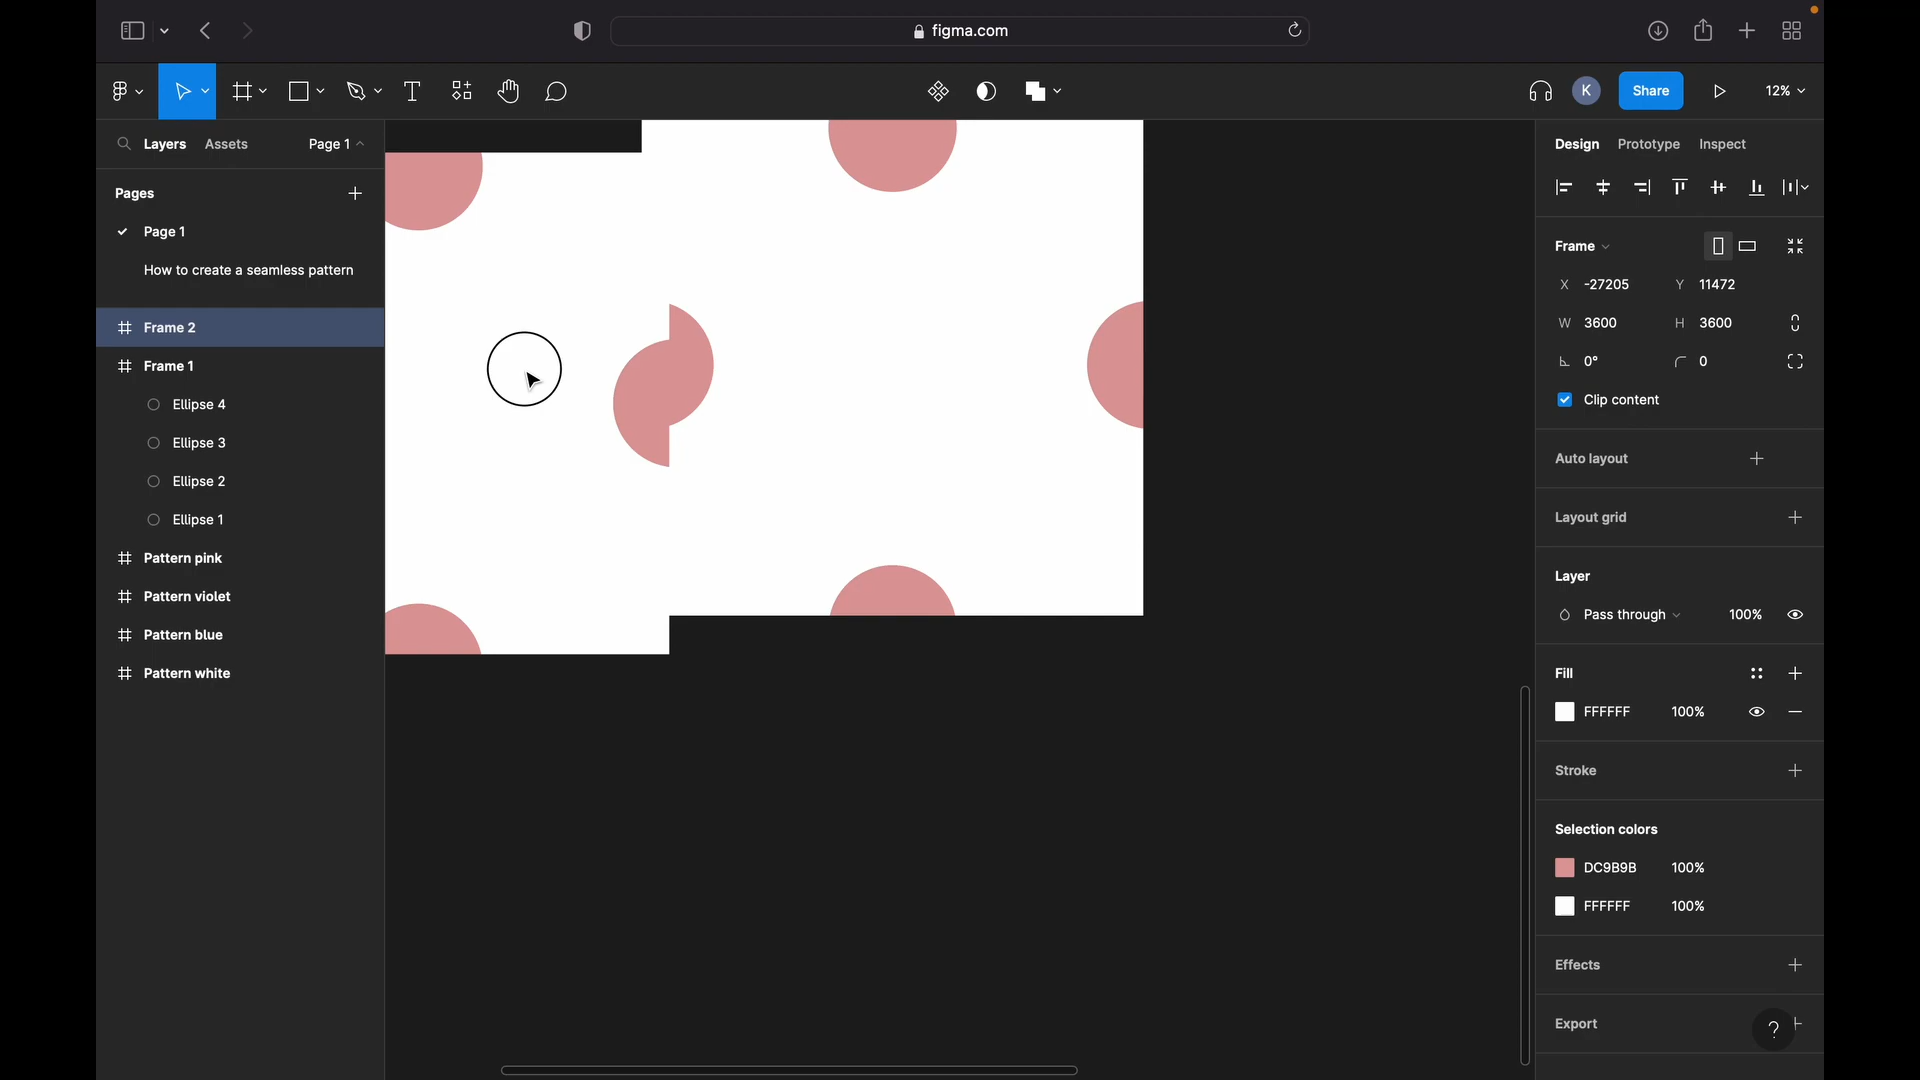 figma.com
K
Share
12%
Layers
Assets
Page 1
Pages
Page 1
How to create a seamless pattern
Frame 2
Frame 1
Ellipse 4
Ellipse 3
Ellipse 2
Ellipse 1
Pattern pink
Pattern violet
Pattern blue
Pattern white
Design Prototype Inspect
Frame
X -27205 Y 11472
W 3600 H 3600
0° 0
Clip content
Auto layout
Layout grid
Layer
Pass through 100%
Fill
FFFFFF 100%
Stroke
Selection colors
DC9B9B 100%
FFFFFF 100%
Effects
Export
?